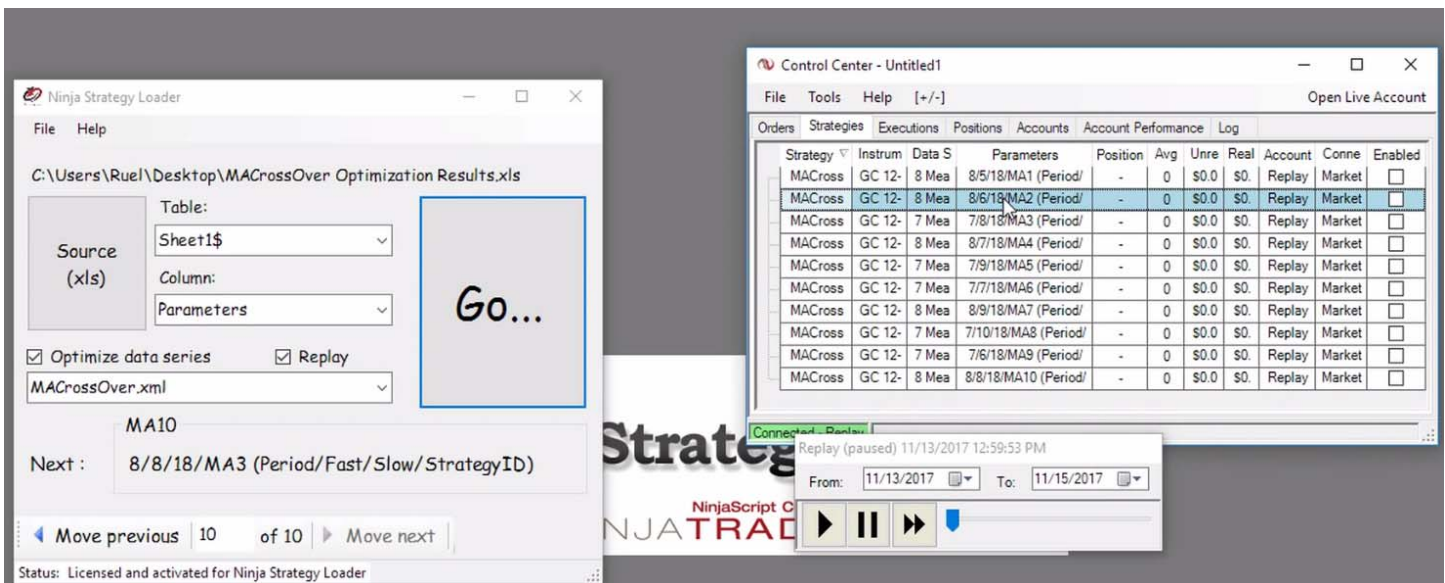 Ninja Strategy Loader
File Help
C:\Users\Ruel\Desktop\MACrossOver Optimization Results.xls
Source
(xls)
Table:
Sheet1$
Column:
Parameters
Go...
Optimize data series Replay
MACrossOver.xml
MA10
Next : 8/8/18/MA3 (Period/Fast/Slow/StrategyID)
Move previous 10 of 10 Move next
Status: Licensed and activated for Ninja Strategy Loader
Control Center - Untitled1
File Tools Help [+/-] Open Live Account
Orders Strategies Executions Positions Accounts Account Performance Log
Strategy Instrum Data S Parameters Position Avg Unre Real Account Conne Enabled
MACross GC 12- 8 Mea 8/5/18/MA1 (Period/ - 0 $0.0 $0. Replay Market
MACross GC 12- 8 Mea 8/6/18/MA2 (Period/ - 0 $0.0 $0. Replay Market
MACross GC 12- 7 Mea 7/8/18/MA3 (Period/ - 0 $0.0 $0. Replay Market
MACross GC 12- 8 Mea 8/7/18/MA4 (Period/ - 0 $0.0 $0. Replay Market
MACross GC 12- 7 Mea 7/9/18/MA5 (Period/ - 0 $0.0 $0. Replay Market
MACross GC 12- 7 Mea 7/7/18/MA6 (Period/ - 0 $0.0 $0. Replay Market
MACross GC 12- 8 Mea 8/9/18/MA7 (Period/ - 0 $0.0 $0. Replay Market
MACross GC 12- 7 Mea 7/10/18/MA8 (Period/ - 0 $0.0 $0. Replay Market
MACross GC 12- 7 Mea 7/6/18/MA9 (Period/ - 0 $0.0 $0. Replay Market
MACross GC 12- 8 Mea 8/8/18/MA10 (Period/ - 0 $0.0 $0. Replay Market
Connected - Replay
Replay (paused) 11/13/2017 12:59:53 PM
From: 11/13/2017 To: 11/15/2017
Strateg
NinjaScript C
NJATRAD